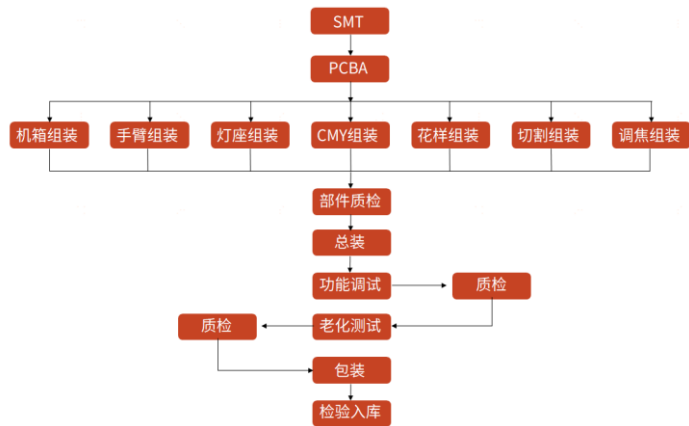 SMT
PCBA
机箱组装
手臂组装
灯座组装
CMY组装
花样组装
切割组装
调焦组装
部件质检
总装
功能调试
质检
质检
老化测试
包装
检验入库